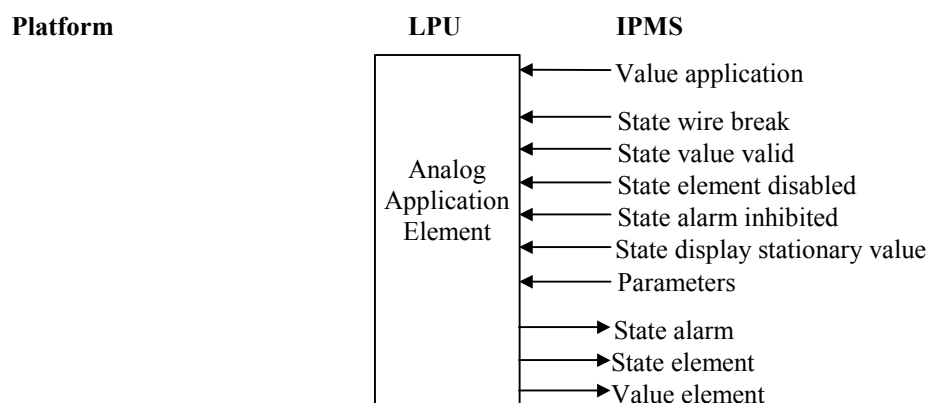 Platform LPU IPMS
Value application
State wire break
State value valid
Analog
Application
Element
State element disabled
State alarm inhibited
State display stationary value
Parameters
State alarm
State element
Value element